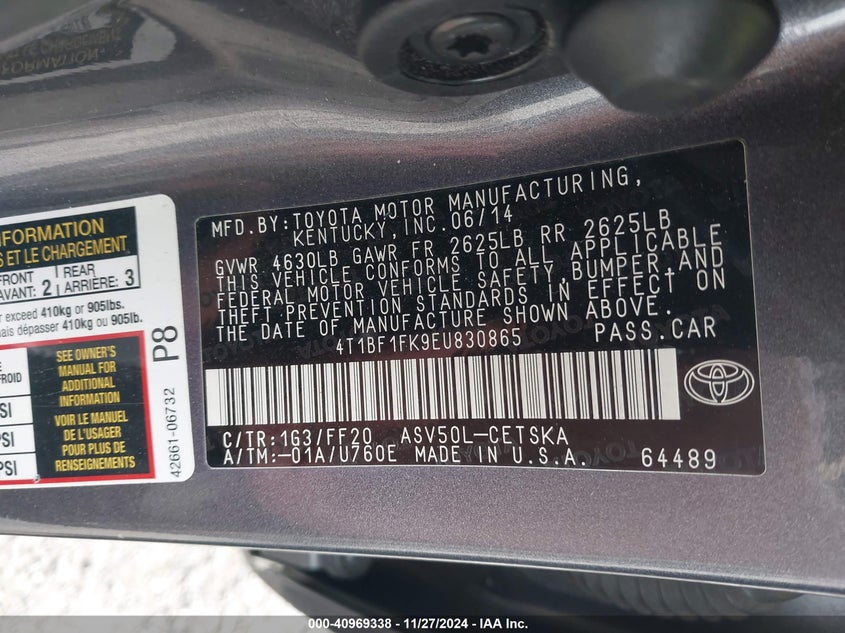 INFORMATION
S ET LE CHARGEMENT
FRONT
AVANT: 2
REAR
ARRIÈRE: 3
exceed 410kg or 905lbs.
mais dépasser 410kg ou 905lb.
SEE OWNER'S
MANUAL
FOR
ADDITIONAL
INFORMATION
VOIR LE MANUEL
DE L'USAGER
POUR PLUS DE
RENSEIGNEMENTS
P8
42661-06732
MFD.BY:TOYOTA MOTOR MANUFACTURING,
KENTUCKY,INC.06/14
GVWR 4630LB GAWR FR 2625LB RR 2625LB
THIS VEHICLE CONFORMS TO ALL APPLICABLE
FEDERAL MOTOR VEHICLE SAFETY,BUMPER,AND
THEFT PREVENTION STANDARDS IN EFFECT ON
THE DATE OF MANUFACTURE SHOWN ABOVE.
4T1BF1FK9EU830865 PASS.CAR
C/TR:1G3/FF20 ASV50L-CETSKA
A/TM:-01A/U760E MADE IN U.S.A. 64489
000-40969338 - 11/27/2024 - IAA Inc.